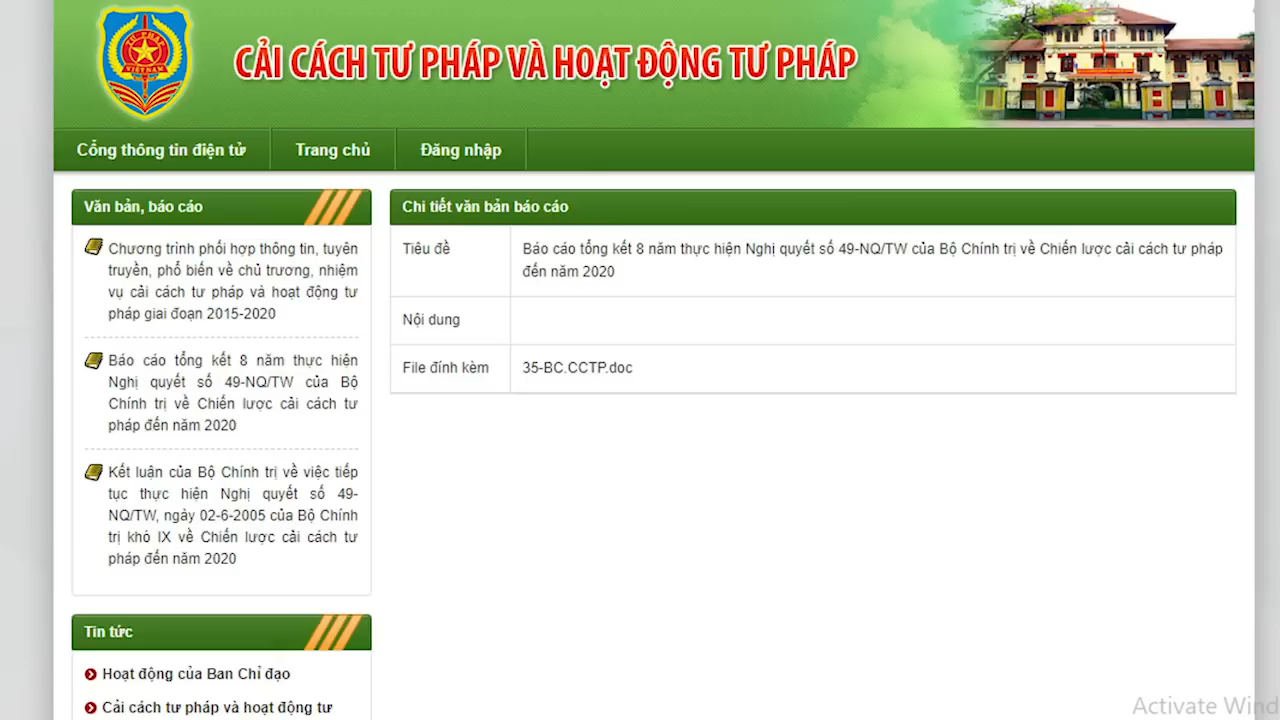 TƯ PHÁP
VIỆT NAM
CẢI CÁCH TƯ PHÁP VÀ HOẠT ĐỘNG TƯ PHÁP
Cổng thông tin điện tử
Trang chủ
Đăng nhập
Văn bản, báo cáo
Chương trình phối hợp thông tin, tuyên
truyền, phổ biến về chủ trương, nhiệm
vụ cải cách tư pháp và hoạt động tư
pháp giai đoạn 2015-2020
Báo cáo tổng kết 8 năm thực hiện
Nghị quyết số 49-NQ/TW của Bộ
Chính trị về Chiến lược cải cách tư
pháp đến năm 2020
Kết luận của Bộ Chính trị về việc tiếp
tục thực hiện Nghị quyết số 49-
NQ/TW, ngày 02-6-2005 của Bộ Chính
trị khó IX về Chiến lược cải cách tư
pháp đến năm 2020
Tin tức
Hoạt động của Ban Chỉ đạo
Cải cách tư pháp và hoạt động tư
Chi tiết văn bản báo cáo
Tiêu đề
Báo cáo tổng kết 8 năm thực hiện Nghị quyết số 49-NQ/TW của Bộ Chính trị về Chiến lược cải cách tư pháp
đến năm 2020
Nội dung
File đính kèm
35-BC.CCTP.doc
Activate Wind